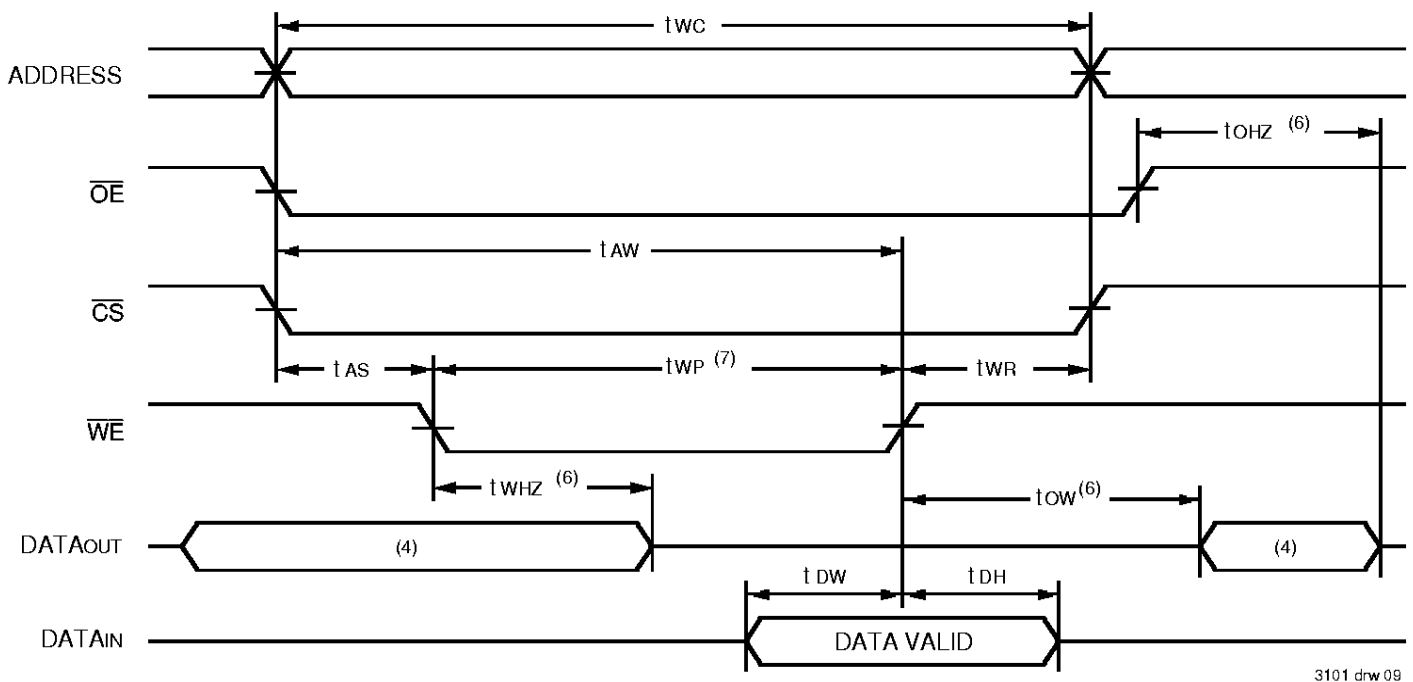 tWC
ADDRESS
tOHZ (6)
OE
tAW
CS
tAS
tWP (7)
tWR
WE
tWHZ (6)
tOW(6)
DATAOUT
(4)
(4)
tDW
tDH
DATAIN
DATA VALID
3101 drw 09